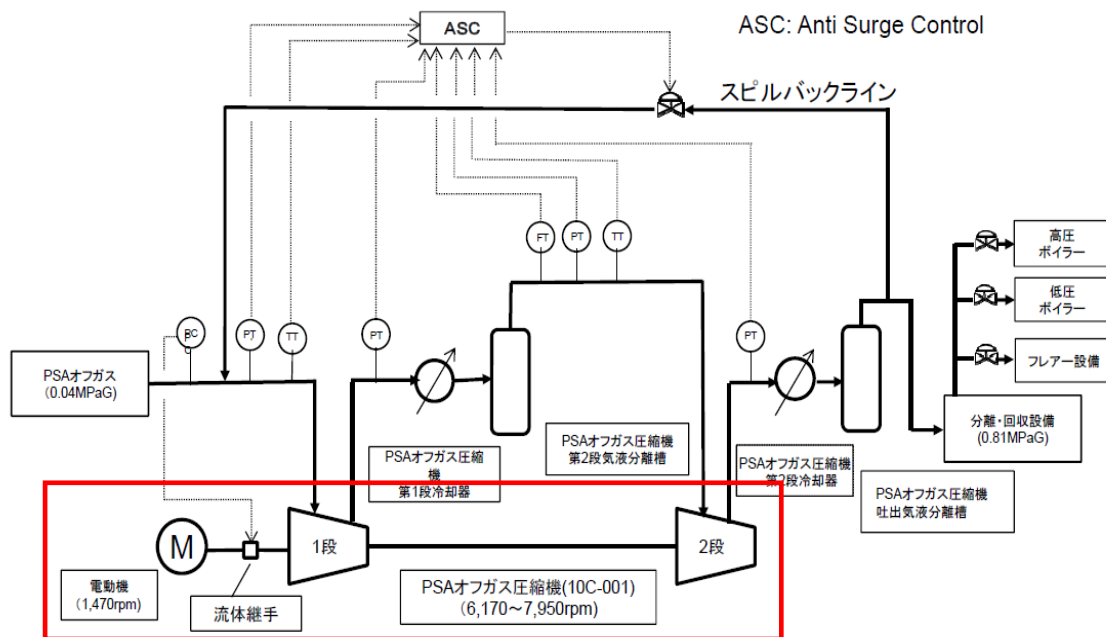 ASC
ASC: Anti Surge Control
スピルバックライン
FT
PT
TT
PT
TT
PT
PT
高圧
ボイラー
低圧
ボイラー
フレアー設備
PSAオフガス
(0.04MPaG)
分離・回収設備
(0.81MPaG)
PSAオフガス圧縮
機
第1段冷却器
PSAオフガス圧縮機
第2段気液分離槽
PSAオフガス圧縮機
第2段冷却器
PSAオフガス圧縮機
吐出気液分離槽
M
1段
2段
電動機
(1,470rpm)
流体継手
PSAオフガス圧縮機(10C-001)
(6,170～7,950rpm)